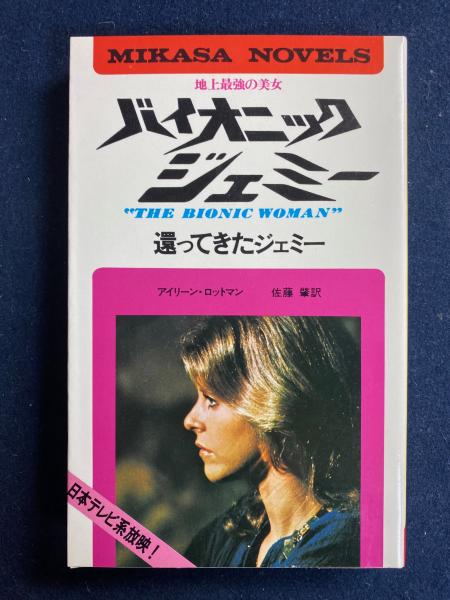 MIKASA NOVELS
地上最強の美女
バイオニック
ジェミー
“THE BIONIC WOMAN”
還ってきたジェミー
アイリーン・ロットマン 佐藤 肇訳
日本テレビ系放映!